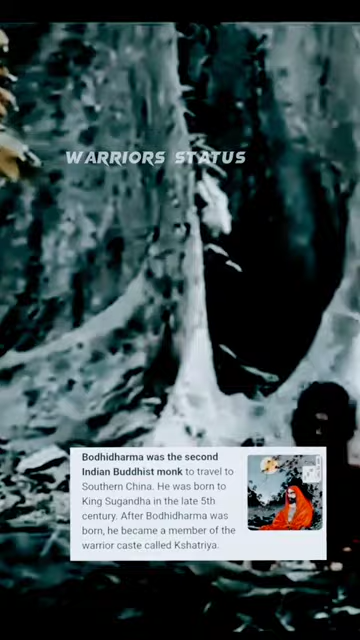 WARRIORS STATUS
Bodhidharma was the second
Indian Buddhist monk to travel to
Southern China. He was born to
King Sugandha in the late 5th
century. After Bodhidharma was
born, he became a member of the
warrior caste called Kshatriya.